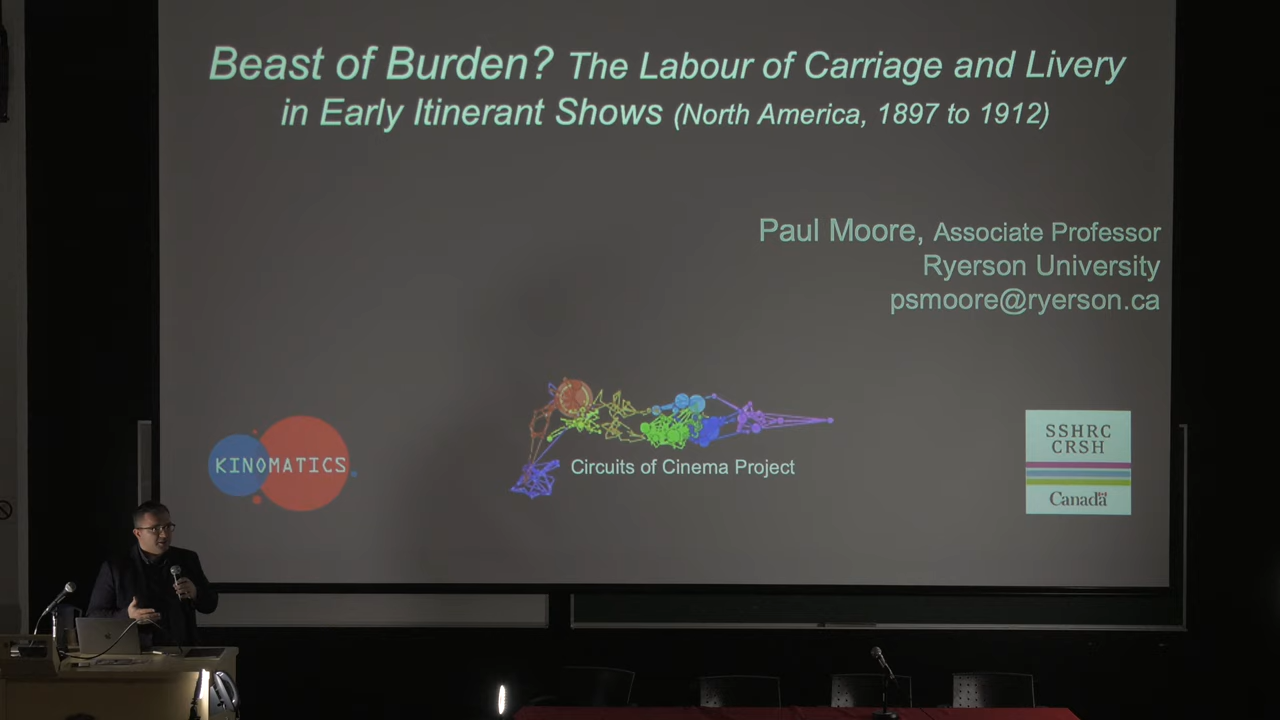 Beast of Burden? The Labour of Carriage and Livery
in Early Itinerant Shows (North America, 1897 to 1912)
Paul Moore, Associate Professor
Ryerson University
psmoore@ryerson.ca
KINOMATICS
Circuits of Cinema Project
SSHRC
CRSH
Canada